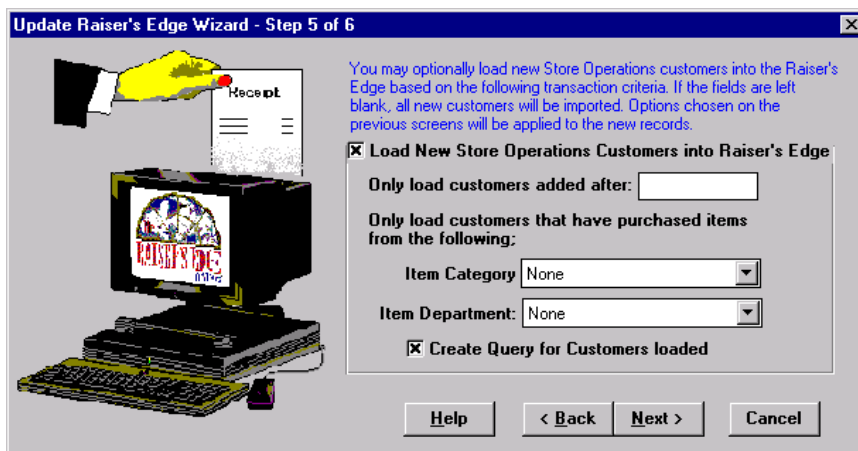 Update Raiser's Edge Wizard - Step 5 of 6
Receipt
You may optionally load new Store Operations customers into the Raiser's
Edge based on the following transaction criteria. If the fields are left
blank, all new customers will be imported. Options chosen on the
previous screens will be applied to the new records.
Load New Store Operations Customers into Raiser's Edge
Only load customers added after:
Only load customers that have purchased items
from the following;
Item Category None
Item Department: None
Create Query for Customers loaded
RAISER'S EDGE
Help < Back Next > Cancel